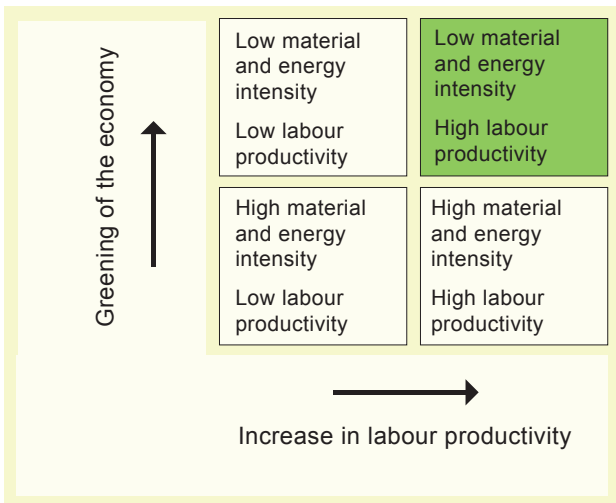 Greening of the economy
Low material
and energy
intensity
Low labour
productivity
Low material
and energy
intensity
High labour
productivity
High material
and energy
intensity
Low labour
productivity
High material
and energy
intensity
High labour
productivity
Increase in labour productivity